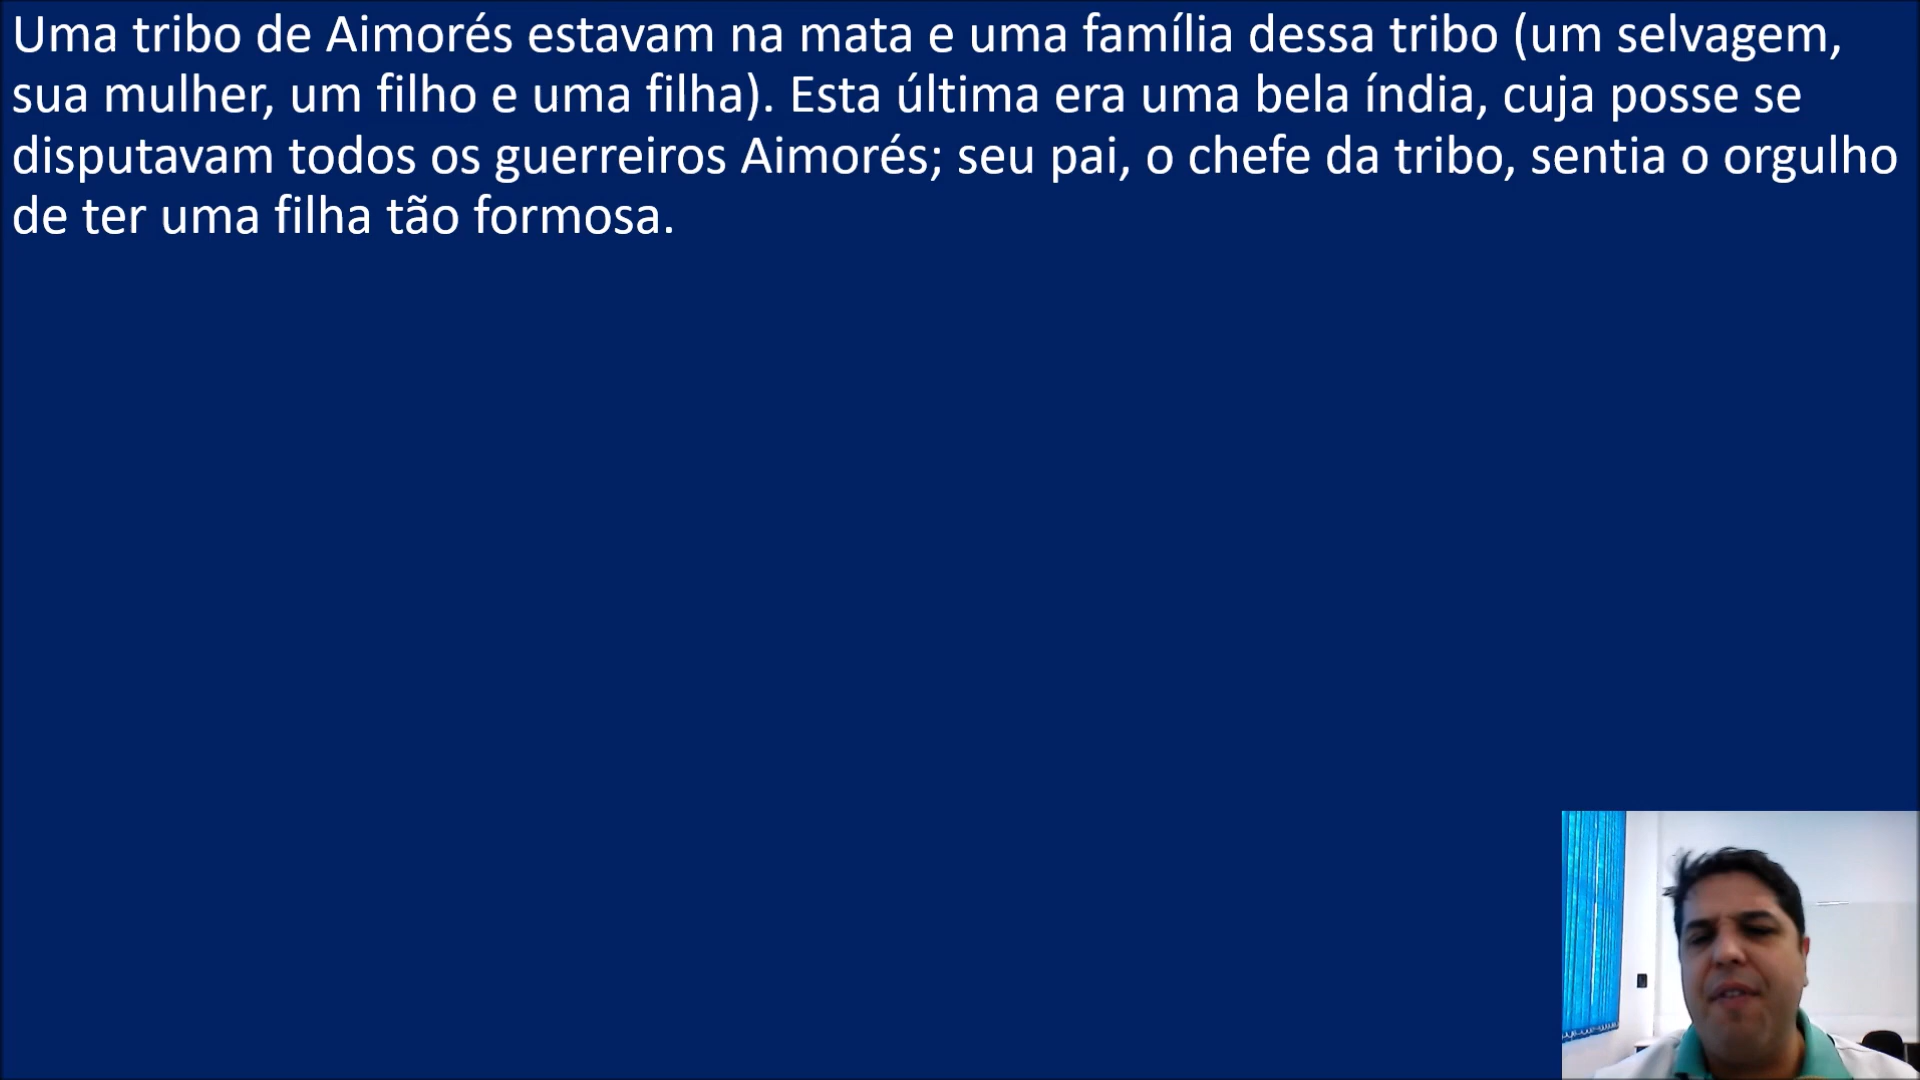 Uma tribo de Aimorés estavam na mata e uma família dessa tribo (um selvagem,
sua mulher, um filho e uma filha). Esta última era uma bela índia, cuja posse se
disputavam todos os guerreiros Aimorés; seu pai, o chefe da tribo, sentia o orgulho
de ter uma filha tão formosa.